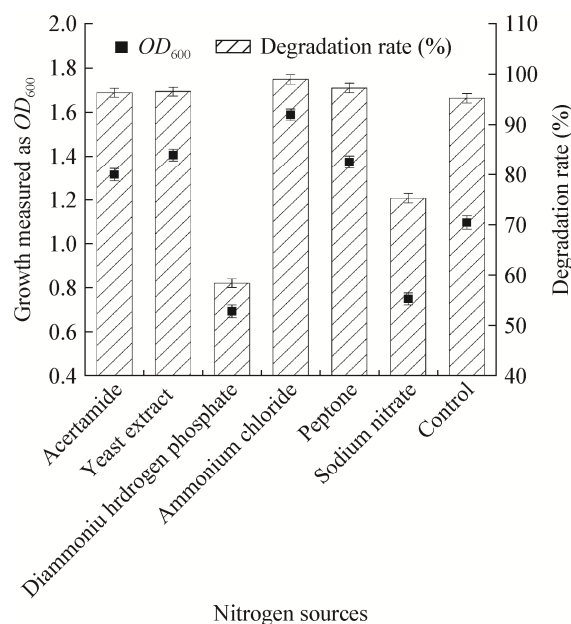 OD600
Degradation rate (%)
Growth measured as OD600
1.8
1.6
1.4
1.2
1.0
0.8
0.6
0.4
110
100
90
80
70
60
50
40
Degradation rate (%)
Acertamide
Yeast extract
Diammoniu hrdrogen phosphate
Ammonium chloride
Peptone
Sodium nitrate
Control
Nitrogen sources